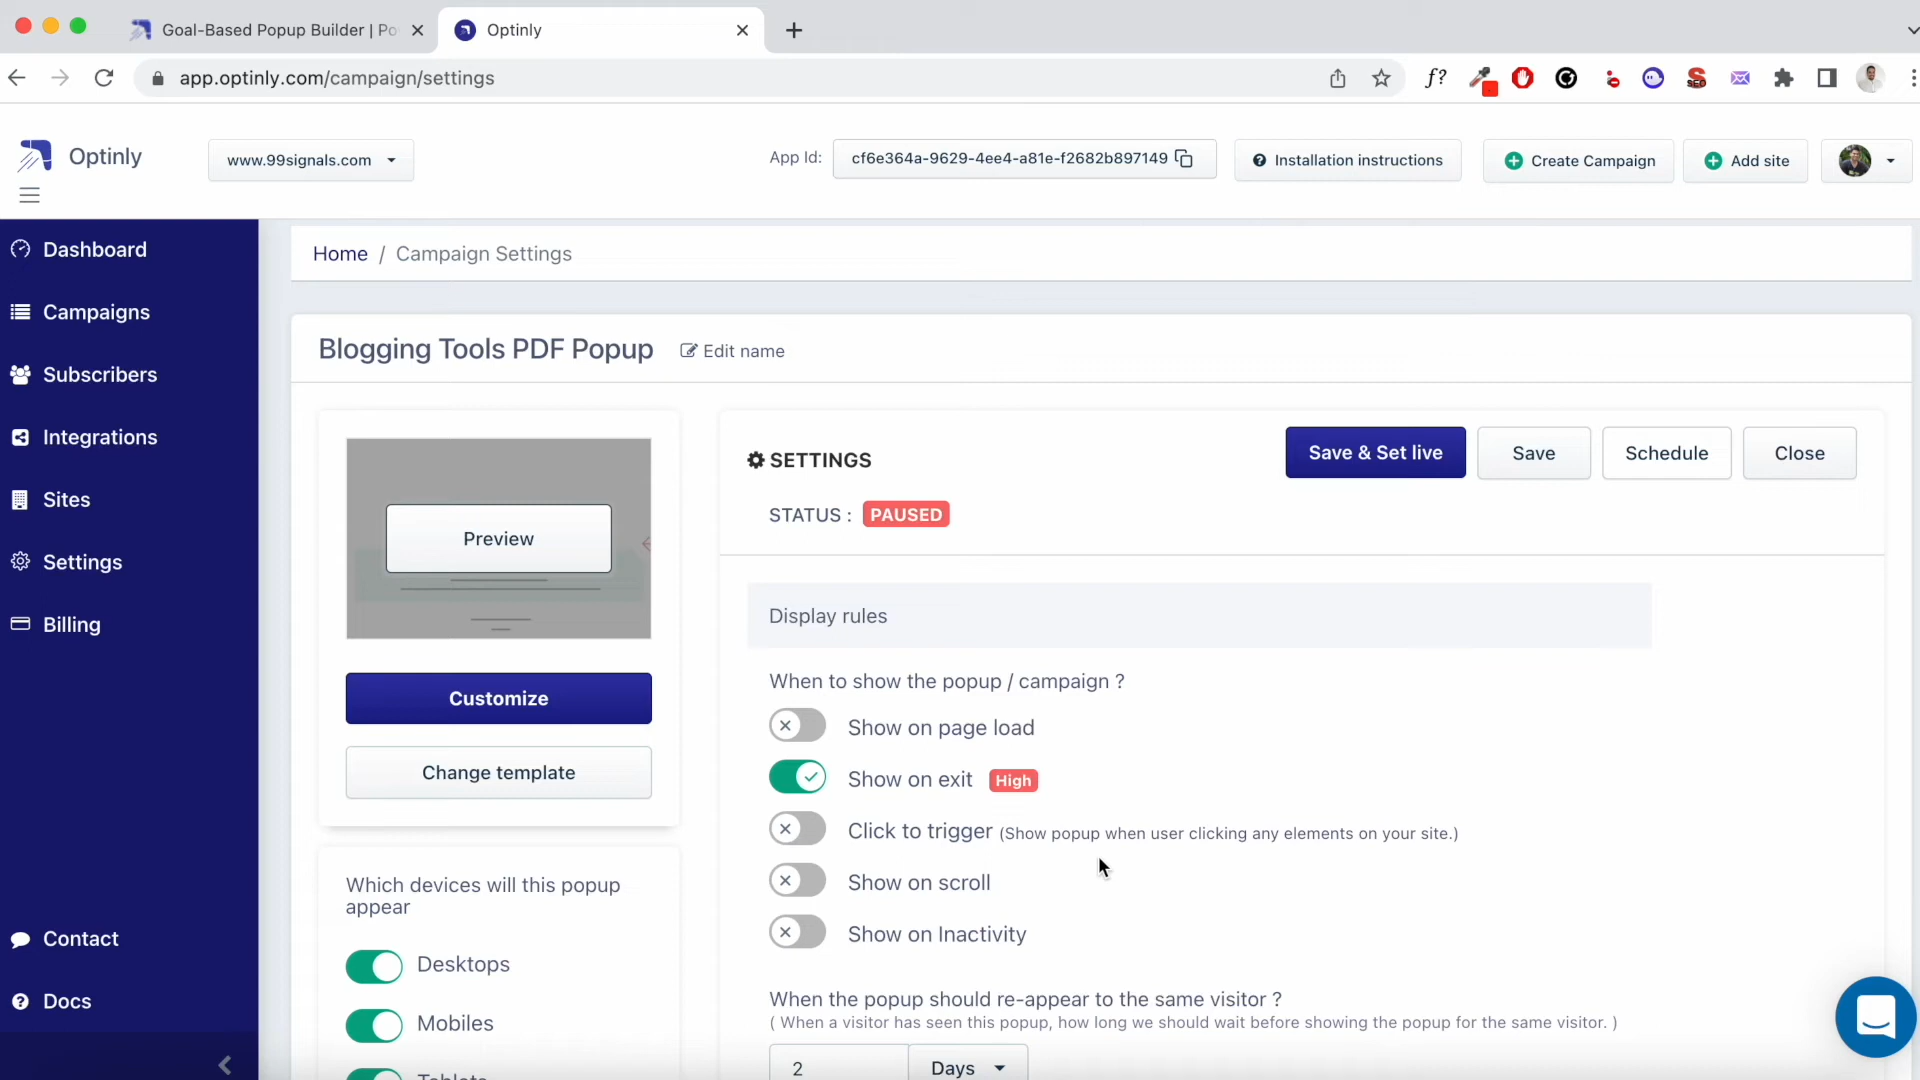 Goal-Based Popup Builder | Po
Optinly
app.optinly.com/campaign/settings
f?
SEO
Optinly
www.99signals.com
App Id:
cf6e364a-9629-4ee4-a81e-f2682b897149
Installation instructions
Create Campaign
Add site
Dashboard
Campaigns
Subscribers
Integrations
Sites
Settings
Billing
Contact
Docs
Home / Campaign Settings
Blogging Tools PDF Popup
Edit name
Preview
Customize
Change template
Which devices will this popup
appear
Desktops
Mobiles
Tablets
SETTINGS
Save & Set live
Save
Schedule
Close
STATUS : PAUSED
Display rules
When to show the popup / campaign ?
Show on page load
Show on exit High
Click to trigger (Show popup when user clicking any elements on your site.)
Show on scroll
Show on Inactivity
When the popup should re-appear to the same visitor ?
( When a visitor has seen this popup, how long we should wait before showing the popup for the same visitor. )
2 Days